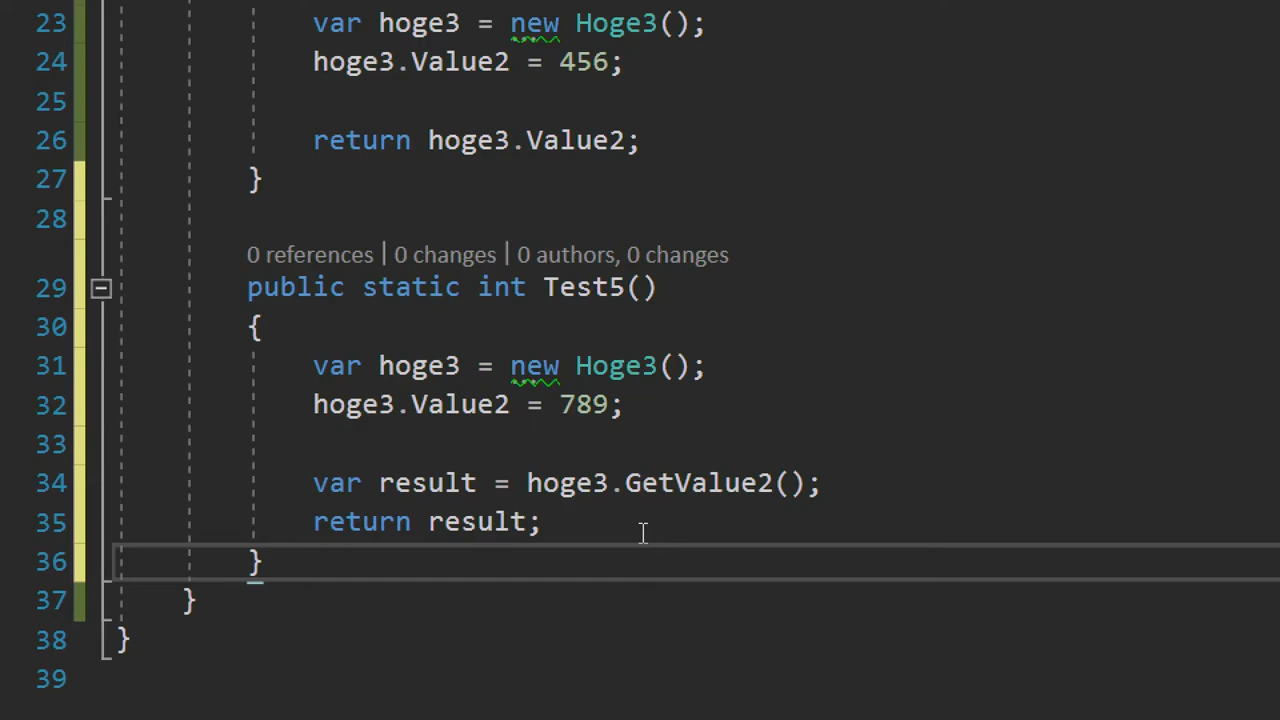 23 var hoge3 = new Hoge3();
24 hoge3.Value2 = 456;
25
26 return hoge3.Value2;
27 }
28
0 references | 0 changes | 0 authors, 0 changes
29 public static int Test5()
30 {
31 var hoge3 = new Hoge3();
32 hoge3.Value2 = 789;
33
34 var result = hoge3.GetValue2();
35 return result;
36 }
37 }
38 }
39